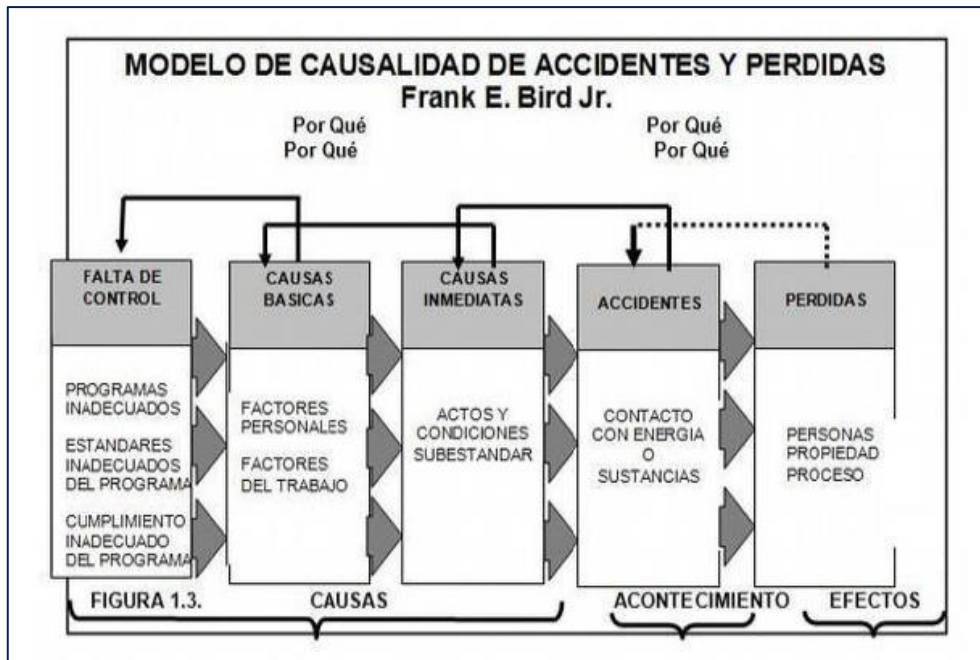 MODELO DE CAUSALIDAD DE ACCIDENTES Y PERDIDAS
Frank E. Bird Jr.
Por Qué
Por Qué
Por Qué
Por Qué
FALTA DE
CONTROL
PROGRAMAS
INADECUADOS
ESTANDARES
INADECUADOS
DEL PROGRAMA
CUMPLIMIENTO
INADECUADO
DEL PROGRAMA
CAUSAS
BASICAS
FACTORES
PERSONALES
FACTORES
DEL TRABAJO
CAUSAS
INMEDIATAS
ACTOS Y
CONDICIONES
SUBESTANDAR
ACCIDENTES
CONTACTO
CON ENERGIA
O
SUSTANCIAS
PERDIDAS
PERSONAS
PROPIEDAD
PROCESO
FIGURA 1.3.
CAUSAS
ACONTECIMIENTO
EFECTOS